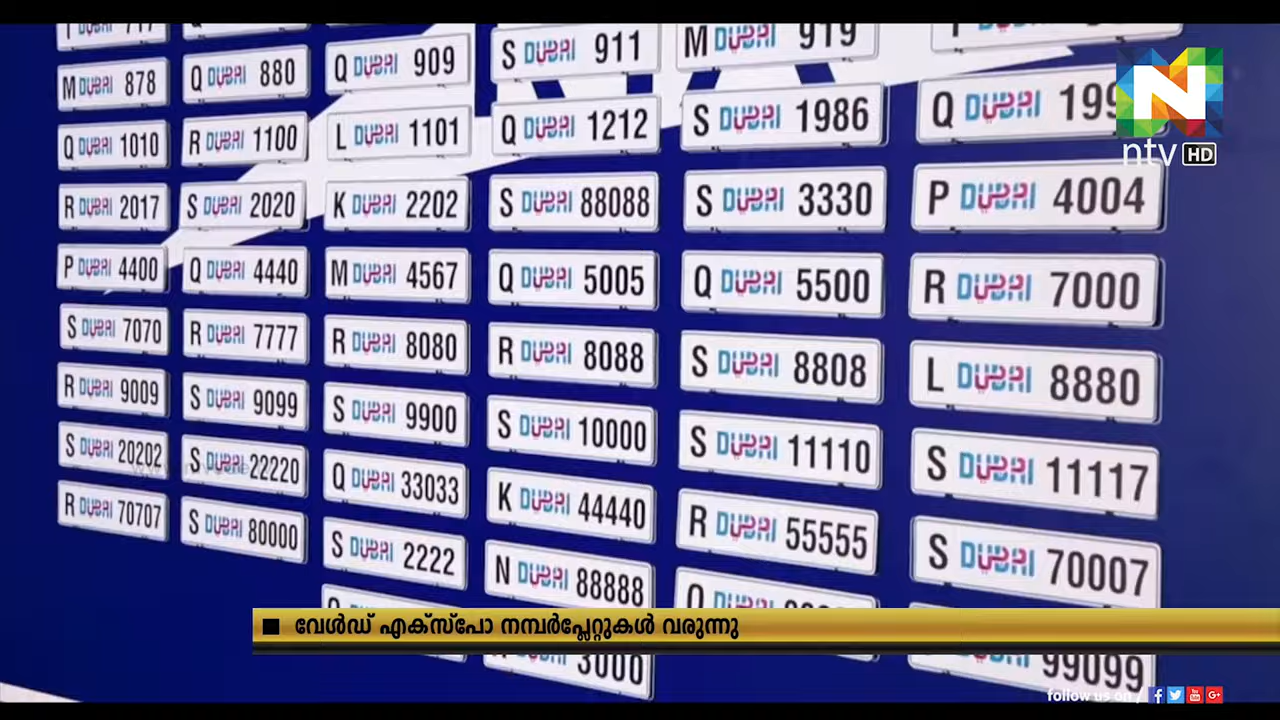 M DUBAI 878
Q DUBAI 880
Q DUBAI 909
S DUBAI 911
M DUBAI 919
Q DUBAI 1010
R DUBAI 1100
L DUBAI 1101
Q DUBAI 1212
S DUBAI 1986
Q DUBAI
R DUBAI 2017
S DUBAI 2020
K DUBAI 2202
S DUBAI 88088
S DUBAI 3330
P DUBAI 4004
P DUBAI 4400
Q DUBAI 4440
M DUBAI 4567
Q DUBAI 5005
Q DUBAI 5500
R DUBAI 7000
S DUBAI 7070
R DUBAI 7777
R DUBAI 8080
R DUBAI 8088
S DUBAI 8808
L DUBAI 8880
R DUBAI 9009
S DUBAI 9099
S DUBAI 9900
S DUBAI 10000
S DUBAI 11110
S DUBAI 11117
S DUBAI 20202
S DUBAI 22220
Q DUBAI 33033
K DUBAI 44440
R DUBAI 55555
S DUBAI 70007
R DUBAI 70707
S DUBAI 80000
S DUBAI 2222
N DUBAI 88888
DUBAI 3000
DUBAI 99099
N
ntv HD
വേൾഡ് എക്സ്പോ നമ്പർപ്ലേറ്റുകൾ വരുന്നു
follow us on /